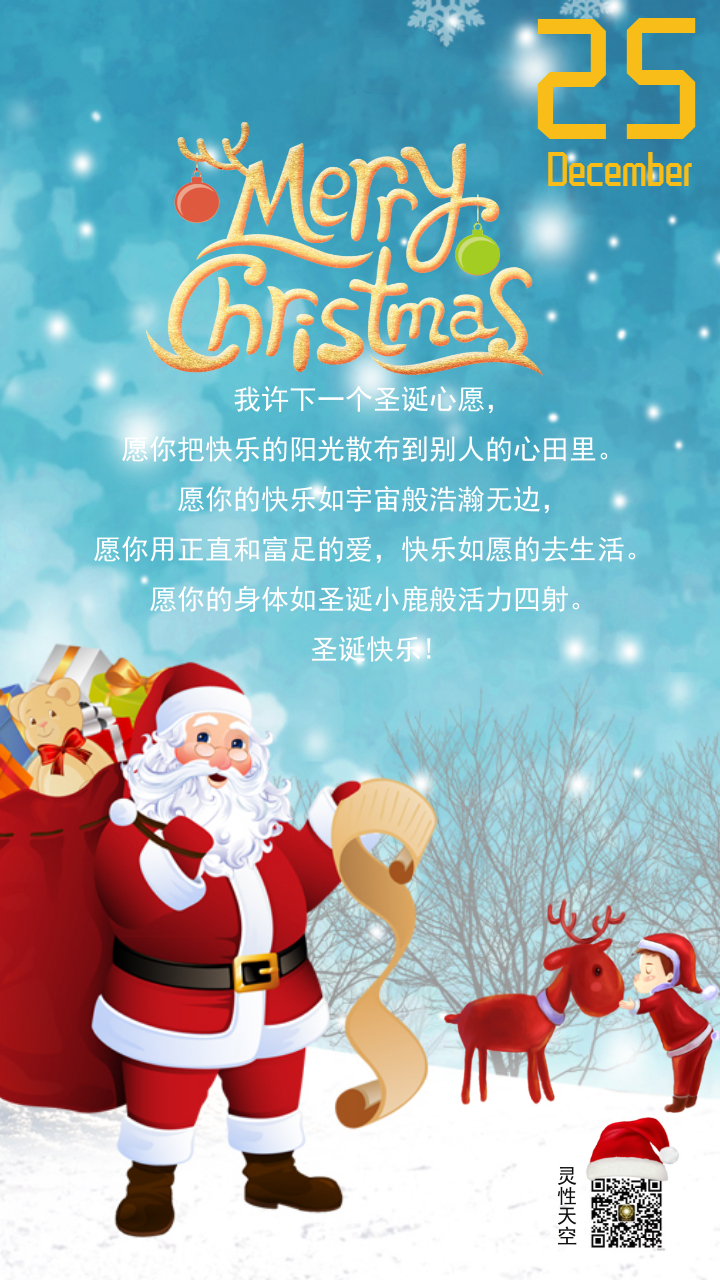 25
December
Merry
Christmas
我许下一个圣诞心愿，
愿你把快乐的阳光散布到别人的心田里。
愿你的快乐如宇宙般浩瀚无边，
愿你用正直和富足的爱，快乐如愿的去生活。
愿你的身体如圣诞小鹿般活力四射。
圣诞快乐！
灵性天空